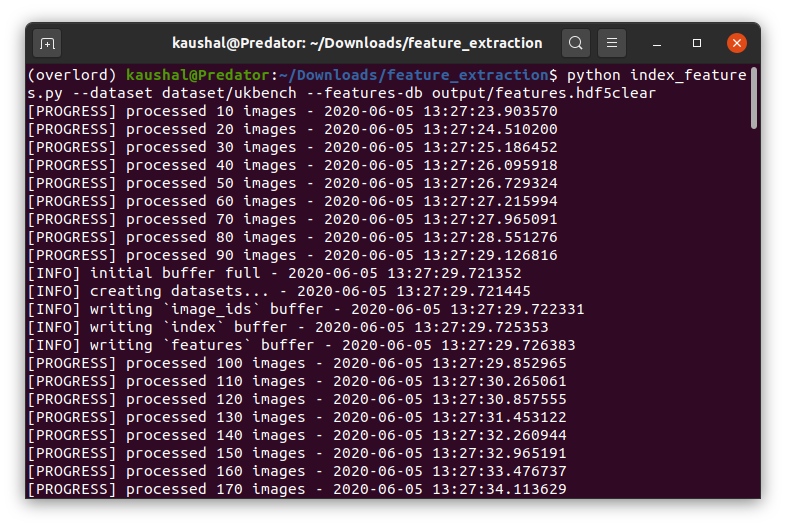 kaushal@Predator: ~/Downloads/feature_extraction
(overlord) kaushal@Predator:~/Downloads/feature_extraction$ python index_feature
s.py --dataset dataset/ukbench --features-db output/features.hdf5clear
[PROGRESS] processed 10 images - 2020-06-05 13:27:23.903570
[PROGRESS] processed 20 images - 2020-06-05 13:27:24.510200
[PROGRESS] processed 30 images - 2020-06-05 13:27:25.186452
[PROGRESS] processed 40 images - 2020-06-05 13:27:26.095918
[PROGRESS] processed 50 images - 2020-06-05 13:27:26.729324
[PROGRESS] processed 60 images - 2020-06-05 13:27:27.215994
[PROGRESS] processed 70 images - 2020-06-05 13:27:27.965091
[PROGRESS] processed 80 images - 2020-06-05 13:27:28.551276
[PROGRESS] processed 90 images - 2020-06-05 13:27:29.126816
[INFO] initial buffer full - 2020-06-05 13:27:29.721352
[INFO] creating datasets... - 2020-06-05 13:27:29.721445
[INFO] writing `image_ids` buffer - 2020-06-05 13:27:29.722331
[INFO] writing `index` buffer - 2020-06-05 13:27:29.725353
[INFO] writing `features` buffer - 2020-06-05 13:27:29.726383
[PROGRESS] processed 100 images - 2020-06-05 13:27:29.852965
[PROGRESS] processed 110 images - 2020-06-05 13:27:30.265061
[PROGRESS] processed 120 images - 2020-06-05 13:27:30.857555
[PROGRESS] processed 130 images - 2020-06-05 13:27:31.453122
[PROGRESS] processed 140 images - 2020-06-05 13:27:32.260944
[PROGRESS] processed 150 images - 2020-06-05 13:27:32.965191
[PROGRESS] processed 160 images - 2020-06-05 13:27:33.476737
[PROGRESS] processed 170 images - 2020-06-05 13:27:34.113629